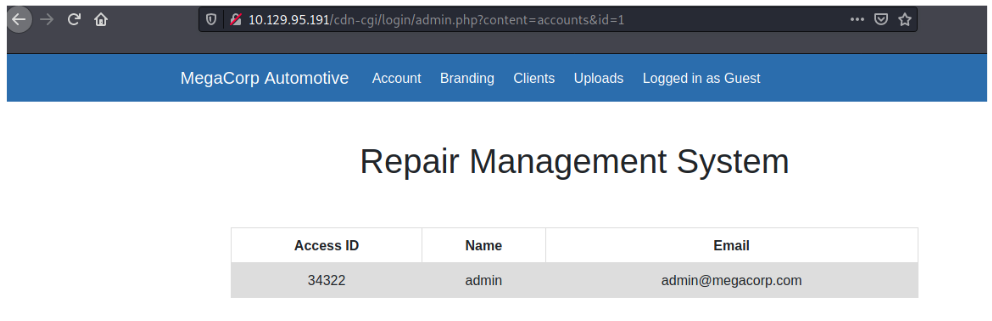 10.129.95.191/cdn-cgi/login/admin.php?content=accounts&id=1
MegaCorp Automotive Account Branding Clients Uploads Logged in as Guest
Repair Management System
Access ID Name Email
34322 admin admin@megacorp.com